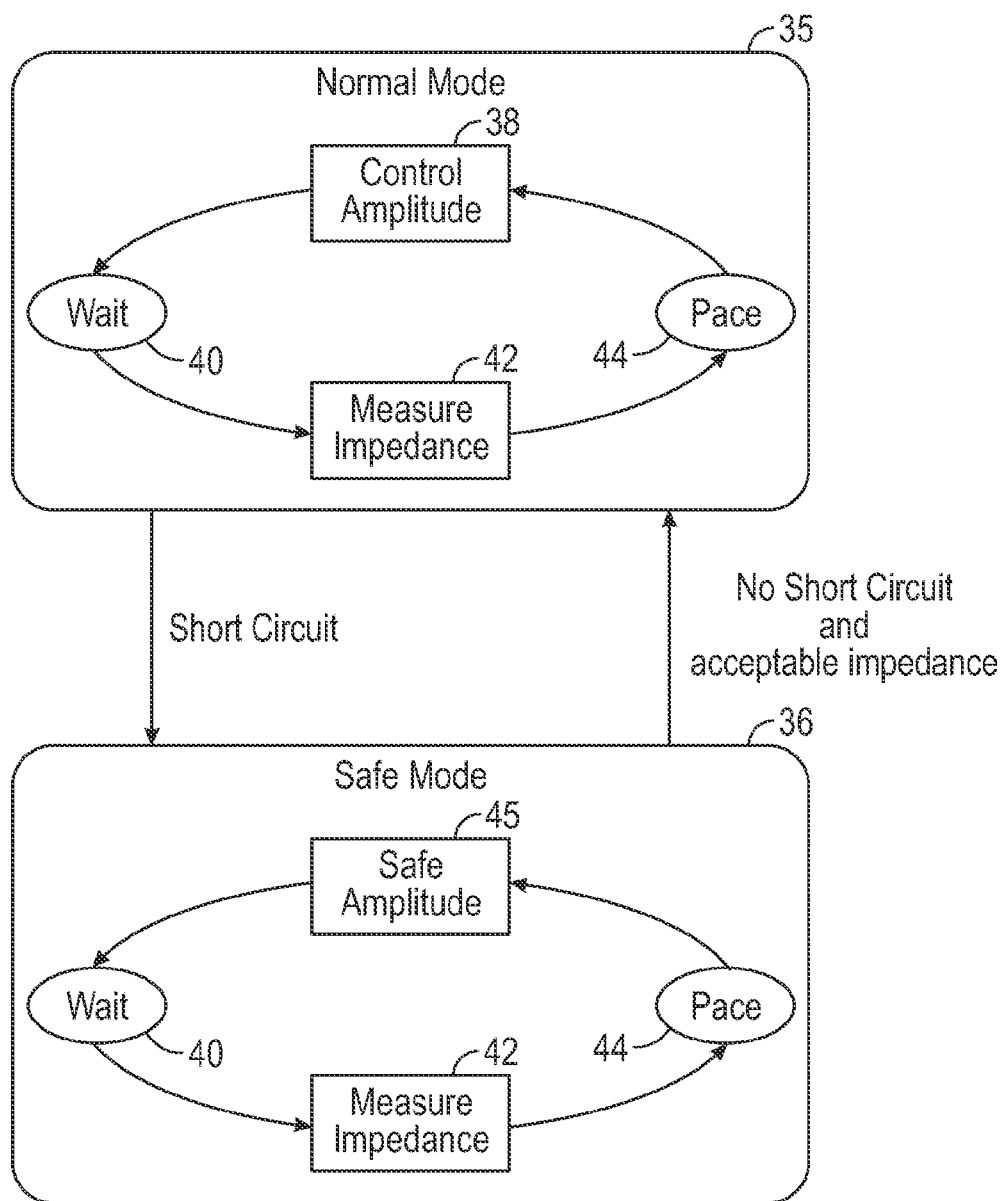 35
Normal Mode
38
Control
Amplitude
Wait
Pace
40
44
42
Measure
Impedance
Short Circuit
No Short Circuit
and
acceptable impedance
36
Safe Mode
45
Safe
Amplitude
Wait
Pace
40
44
42
Measure
Impedance